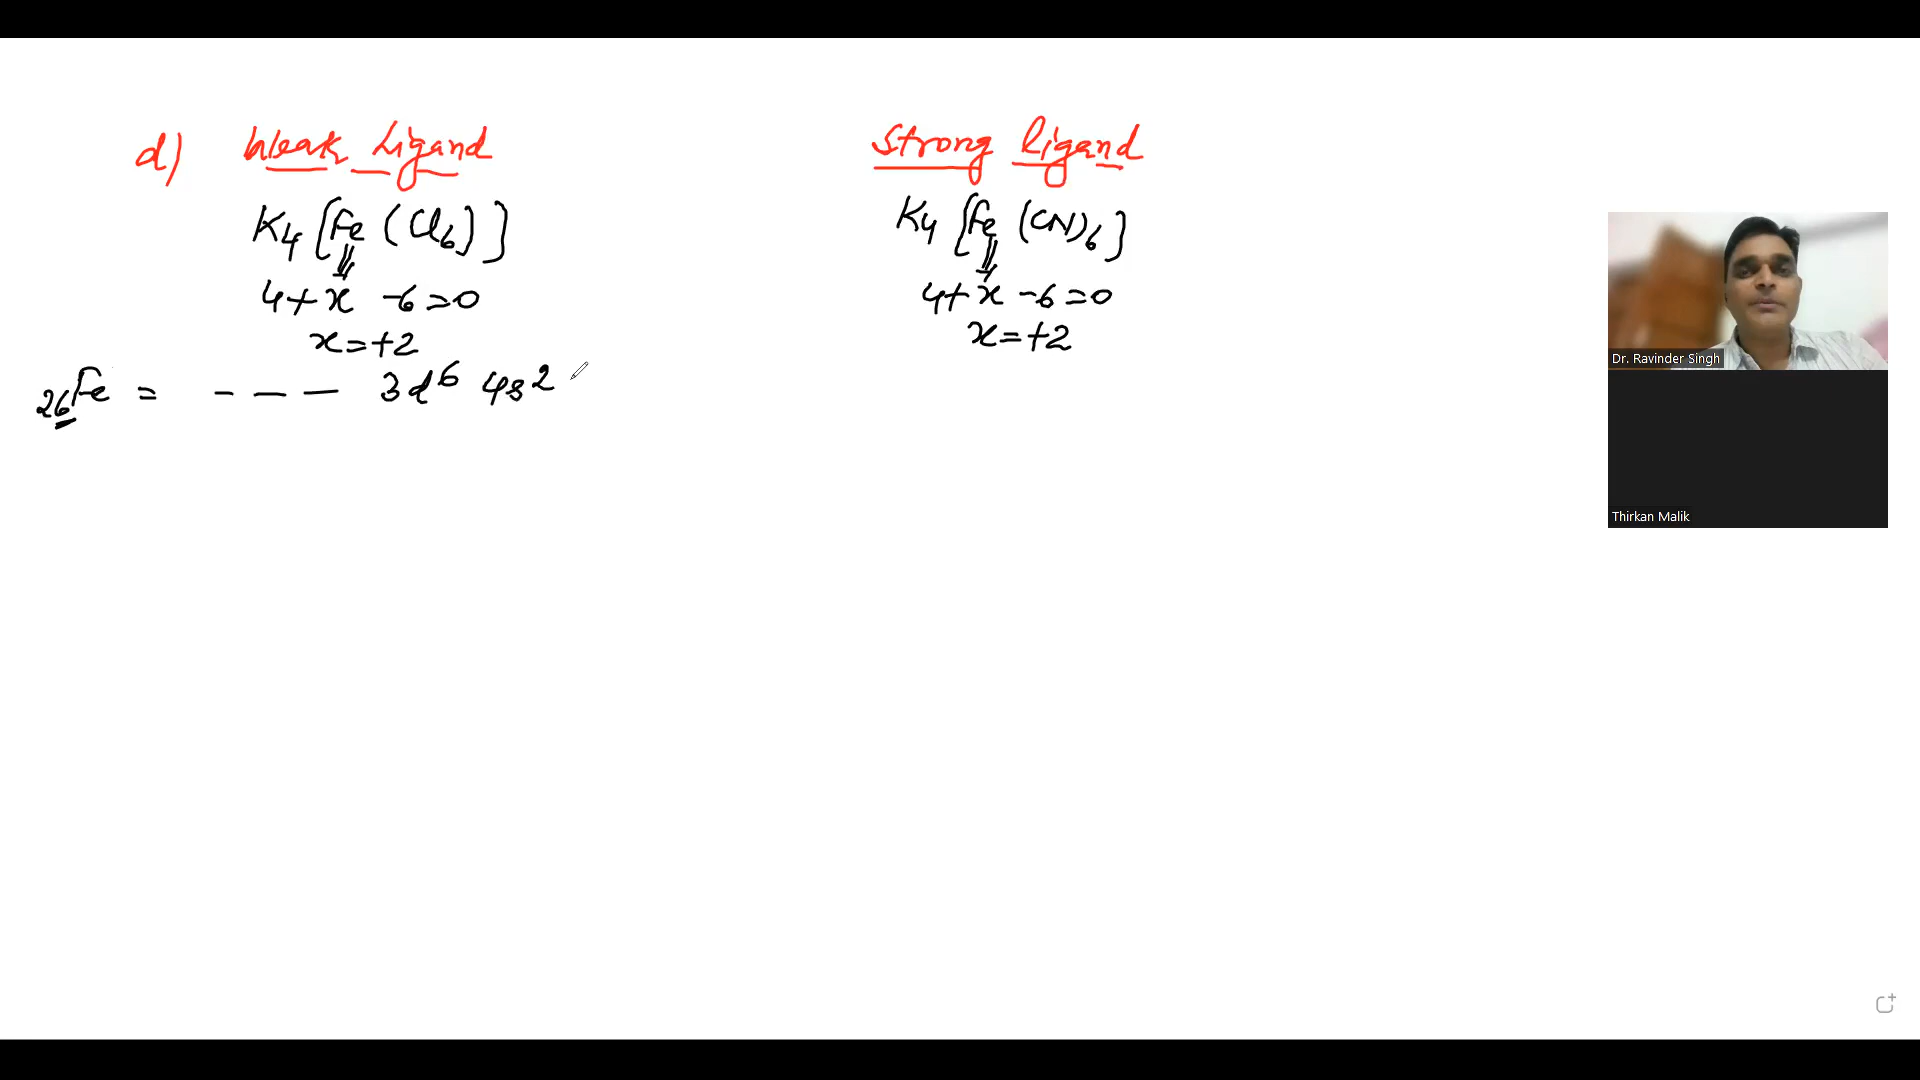 d) Weak Ligand
K4 [Fe (Cl6)]
4+x -6=0
x=+2
26Fe = - - - 3d6 4s2
Strong ligand
K4 [Fe (CN)6]
4+x -6=0
x=+2
Dr. Ravinder Singh
Thirkan Malik